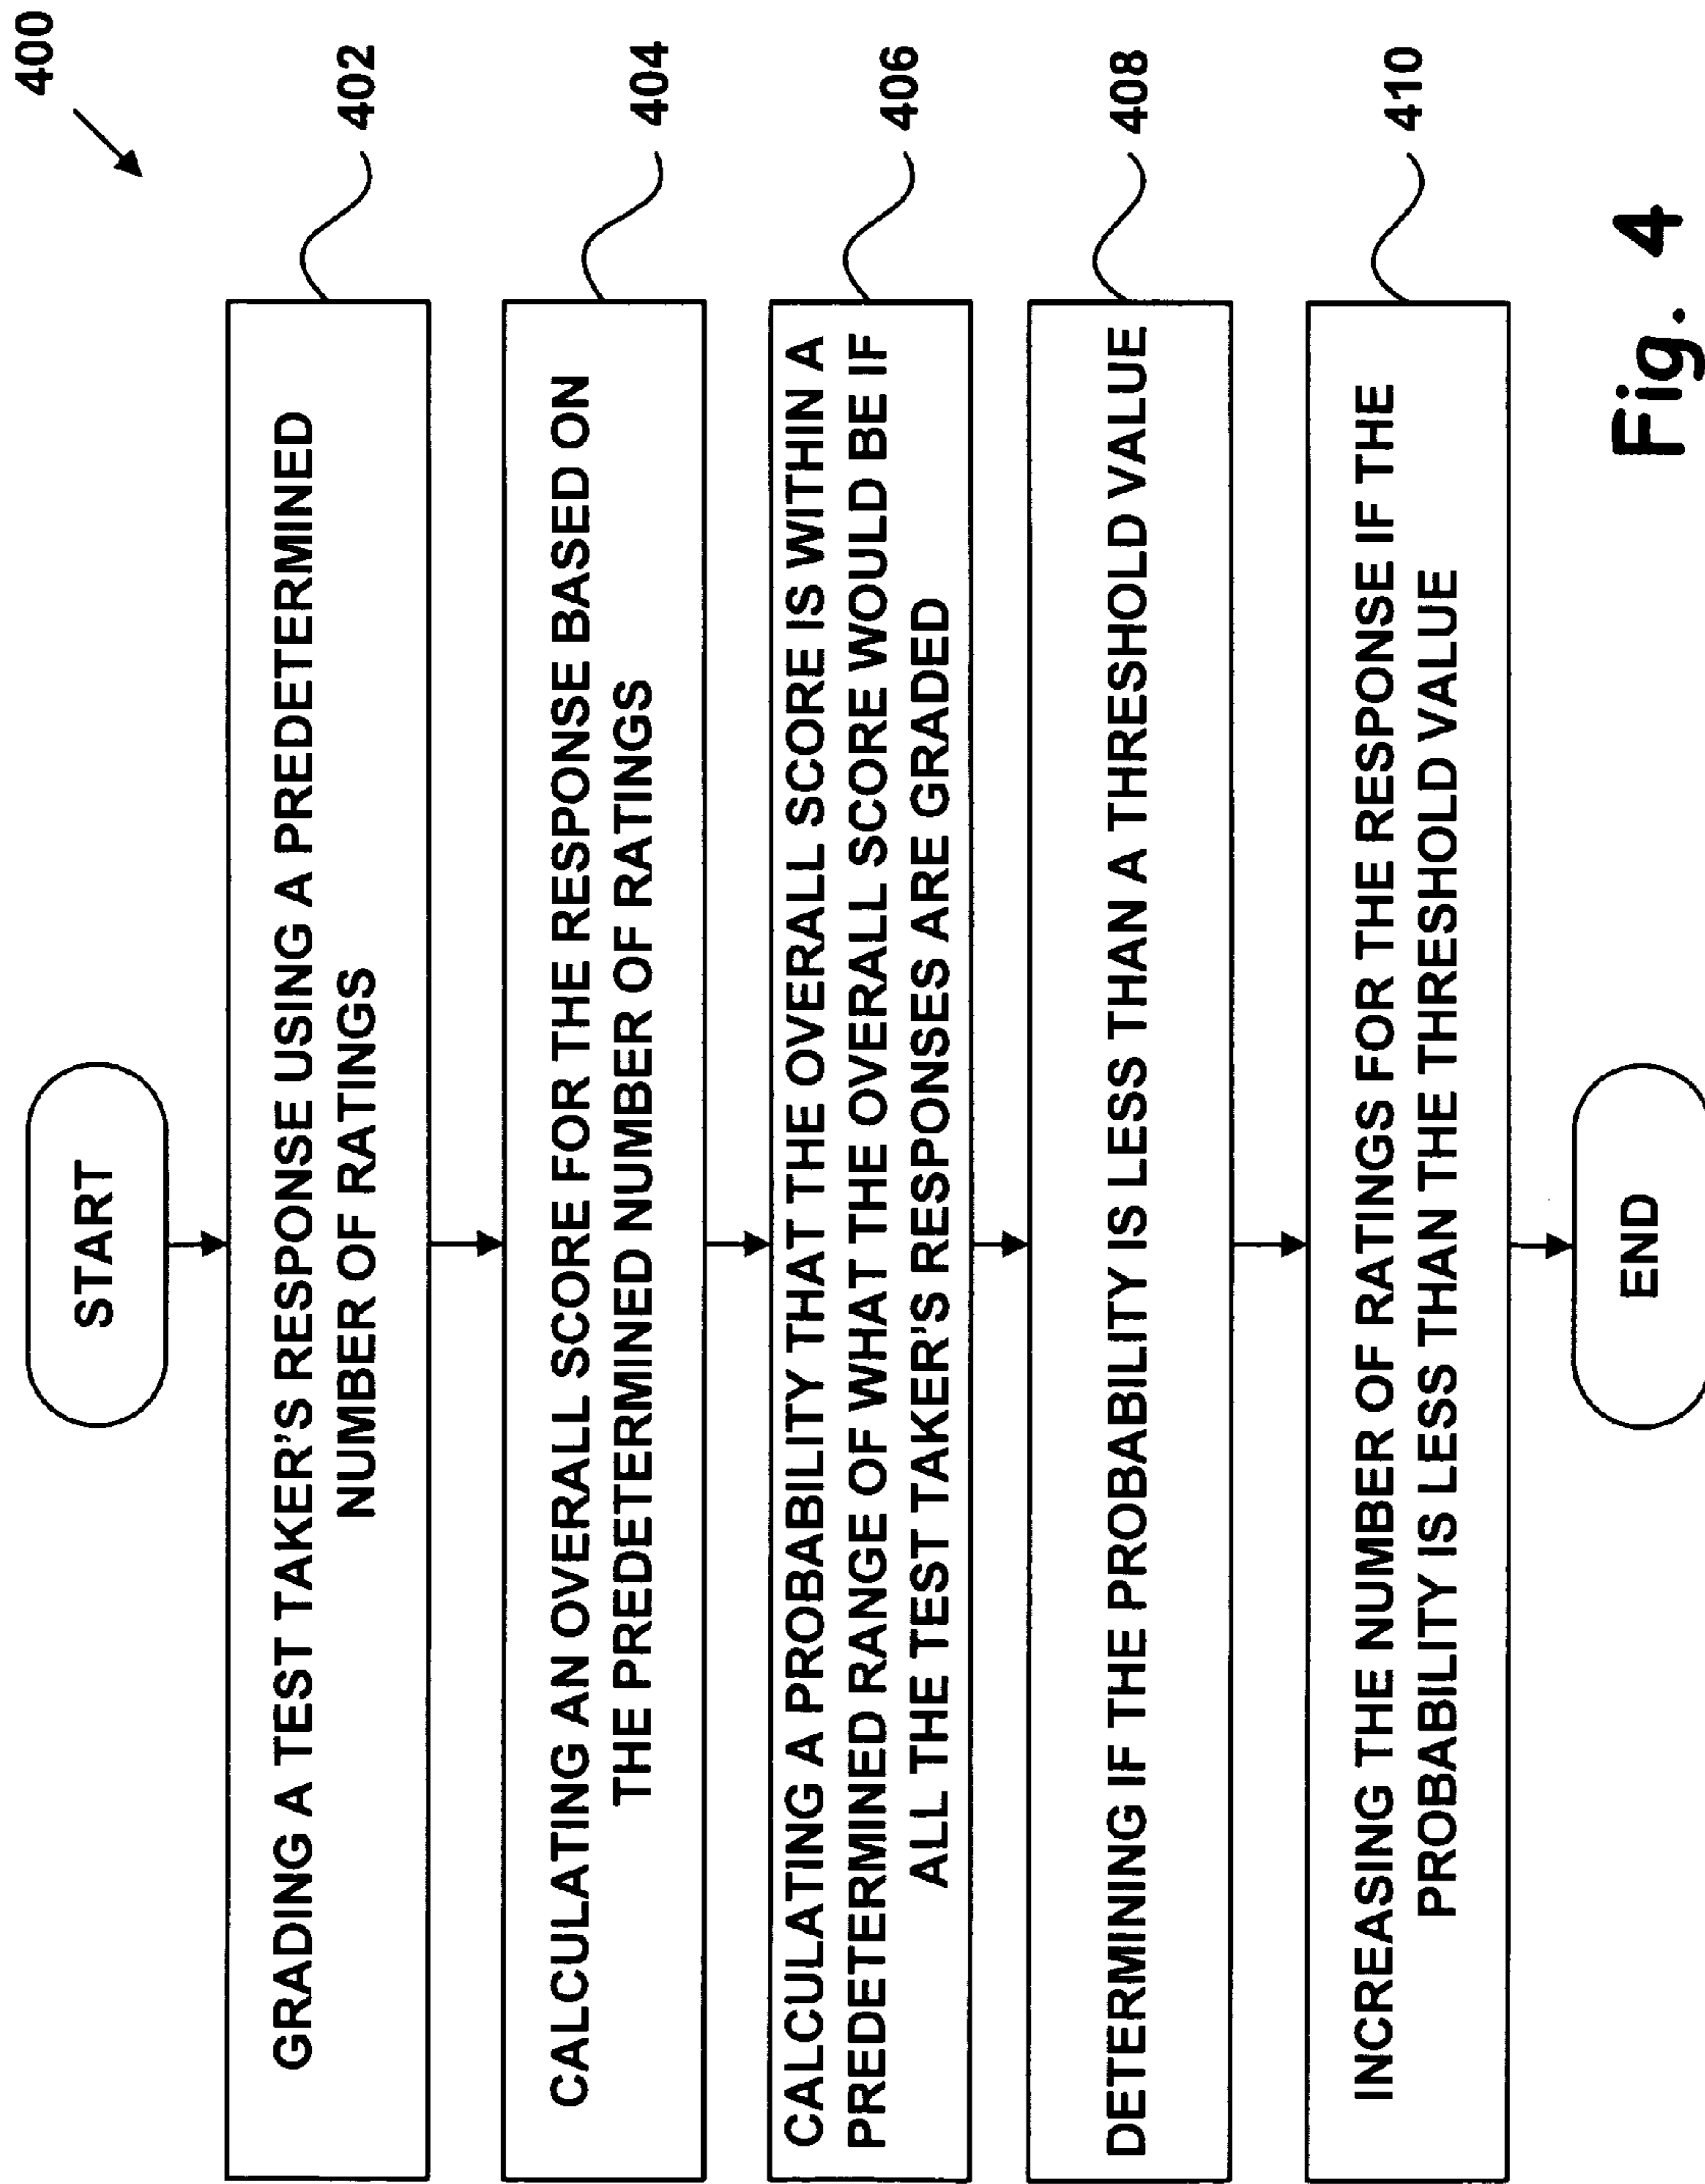 400
START
GRADING A TEST TAKER'S RESPONSE USING A PREDETERMINED
NUMBER OF RATINGS
402
CALCULATING AN OVERALL SCORE FOR THE RESPONSE BASED ON
THE PREDETERMINED NUMBER OF RATINGS
404
CALCULATING A PROBABILITY THAT THE OVERALL SCORE IS WITHIN A
PREDETERMINED RANGE OF WHAT THE OVERALL SCORE WOULD BE IF
ALL THE TEST TAKER'S RESPONSES ARE GRADED
406
DETERMINING IF THE PROBABILITY IS LESS THAN A THRESHOLD VALUE
408
INCREASING THE NUMBER OF RATINGS FOR THE RESPONSE IF THE
PROBABILITY IS LESS THAN THE THRESHOLD VALUE
410
END
Fig. 4